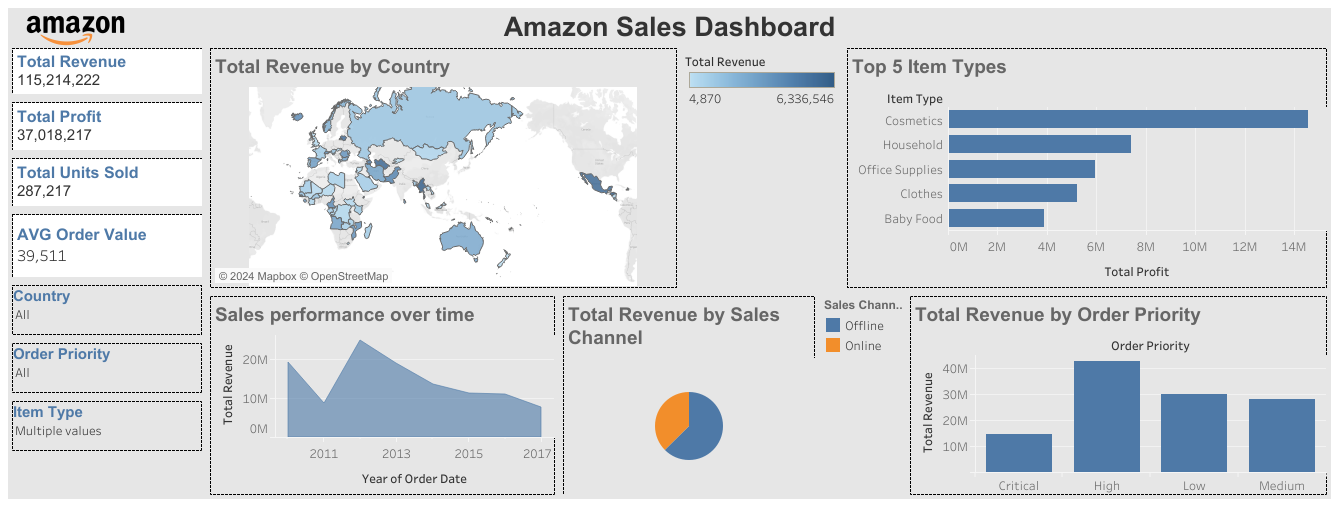 amazon
Amazon Sales Dashboard
Total Revenue
115,214,222
Total Profit
37,018,217
Total Units Sold
287,217
AVG Order Value
39,511
Country
All
Order Priority
All
Item Type
Multiple values
Total Revenue by Country
© 2024 Mapbox © OpenStreetMap
Total Revenue
4,870 6,336,546
Top 5 Item Types
Item Type
Cosmetics
Household
Office Supplies
Clothes
Baby Food
0M 2M 4M 6M 8M 10M 12M 14M
Total Profit
Sales performance over time
Total Revenue
20M
10M
0M
2011 2013 2015 2017
Year of Order Date
Total Revenue by Sales
Channel
Sales Chann..
Offline
Online
Total Revenue by Order Priority
Order Priority
Total Revenue
40M
30M
20M
10M
Critical High Low Medium